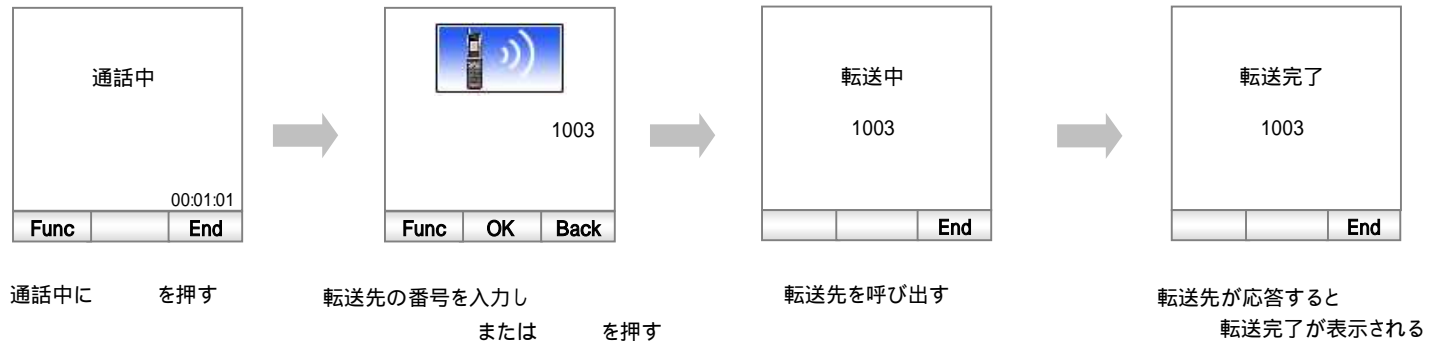 通話中
00:01:01
Func End
1003
Func OK Back
転送中
1003
End
転送完了
1003
End
通話中に を押す
転送先の番号を入力し
または を押す
転送先を呼び出す
転送先が応答すると
転送完了が表示される